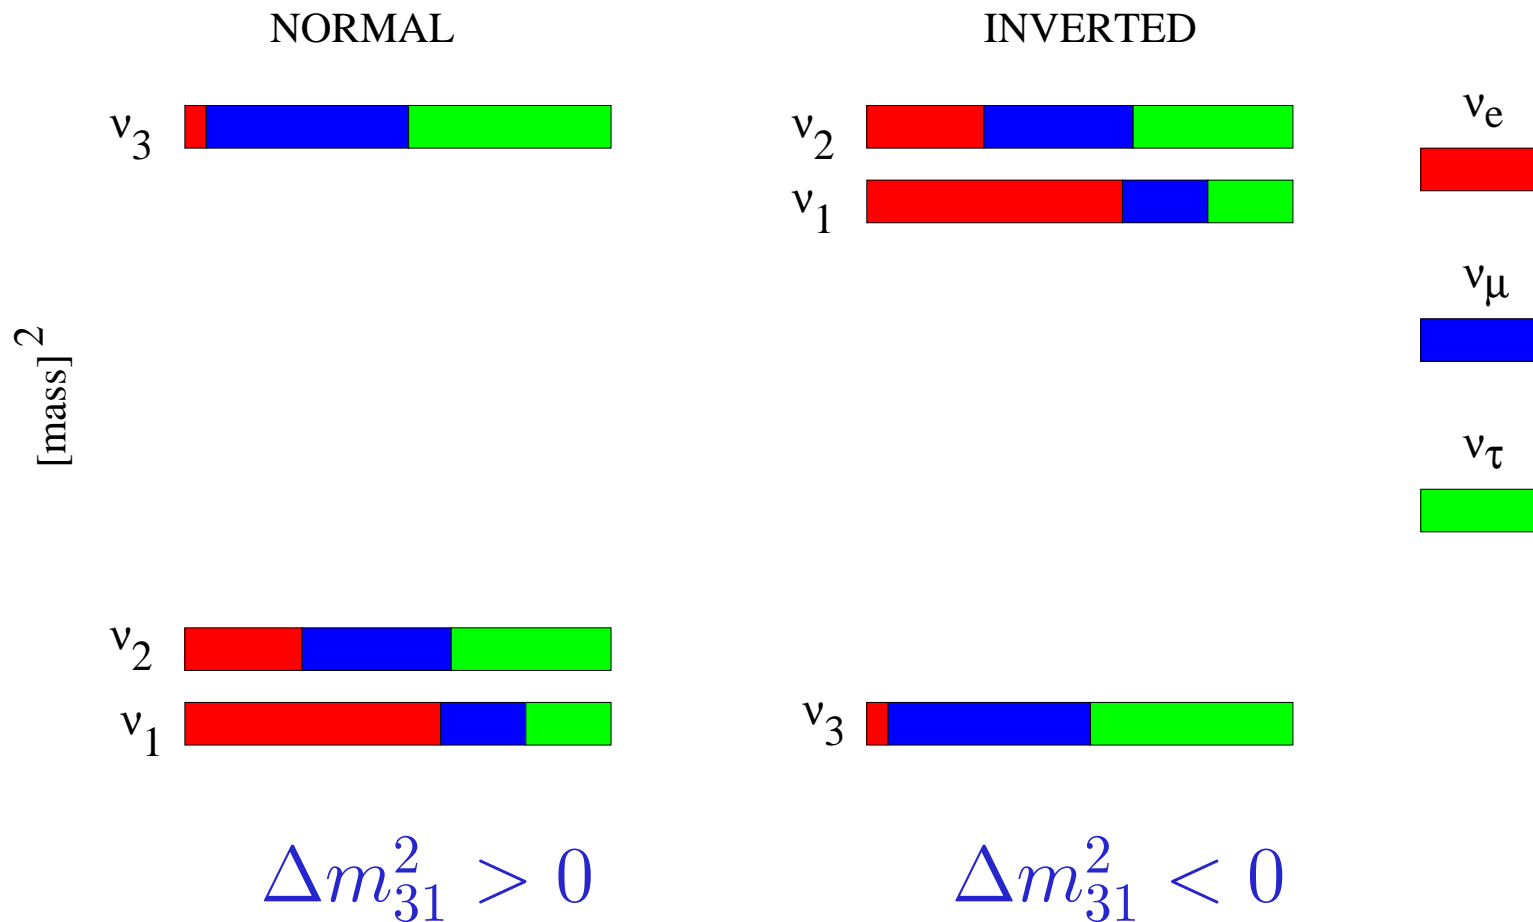 NORMAL
INVERTED
ν3
ν2
ν1
νe
νμ
ντ
[mass]²
ν2
ν1
ν3
Δm²₃₁ > 0
Δm²₃₁ < 0